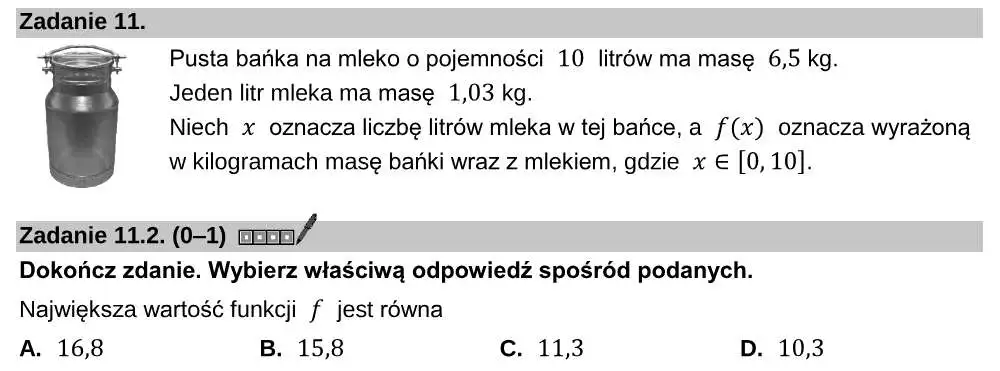 Zadanie 11.
Pusta bańka na mleko o pojemności 10 litrów ma masę 6,5 kg.
Jeden litr mleka ma masę 1,03 kg.
Niech x oznacza liczbę litrów mleka w tej bańce, a f(x) oznacza wyrażoną
w kilogramach masę bańki wraz z mlekiem, gdzie x ∈ [0, 10].
Zadanie 11.2. (0–1)
Dokończ zdanie. Wybierz właściwą odpowiedź spośród podanych.
Największa wartość funkcji f jest równa
A. 16,8 B. 15,8 C. 11,3 D. 10,3